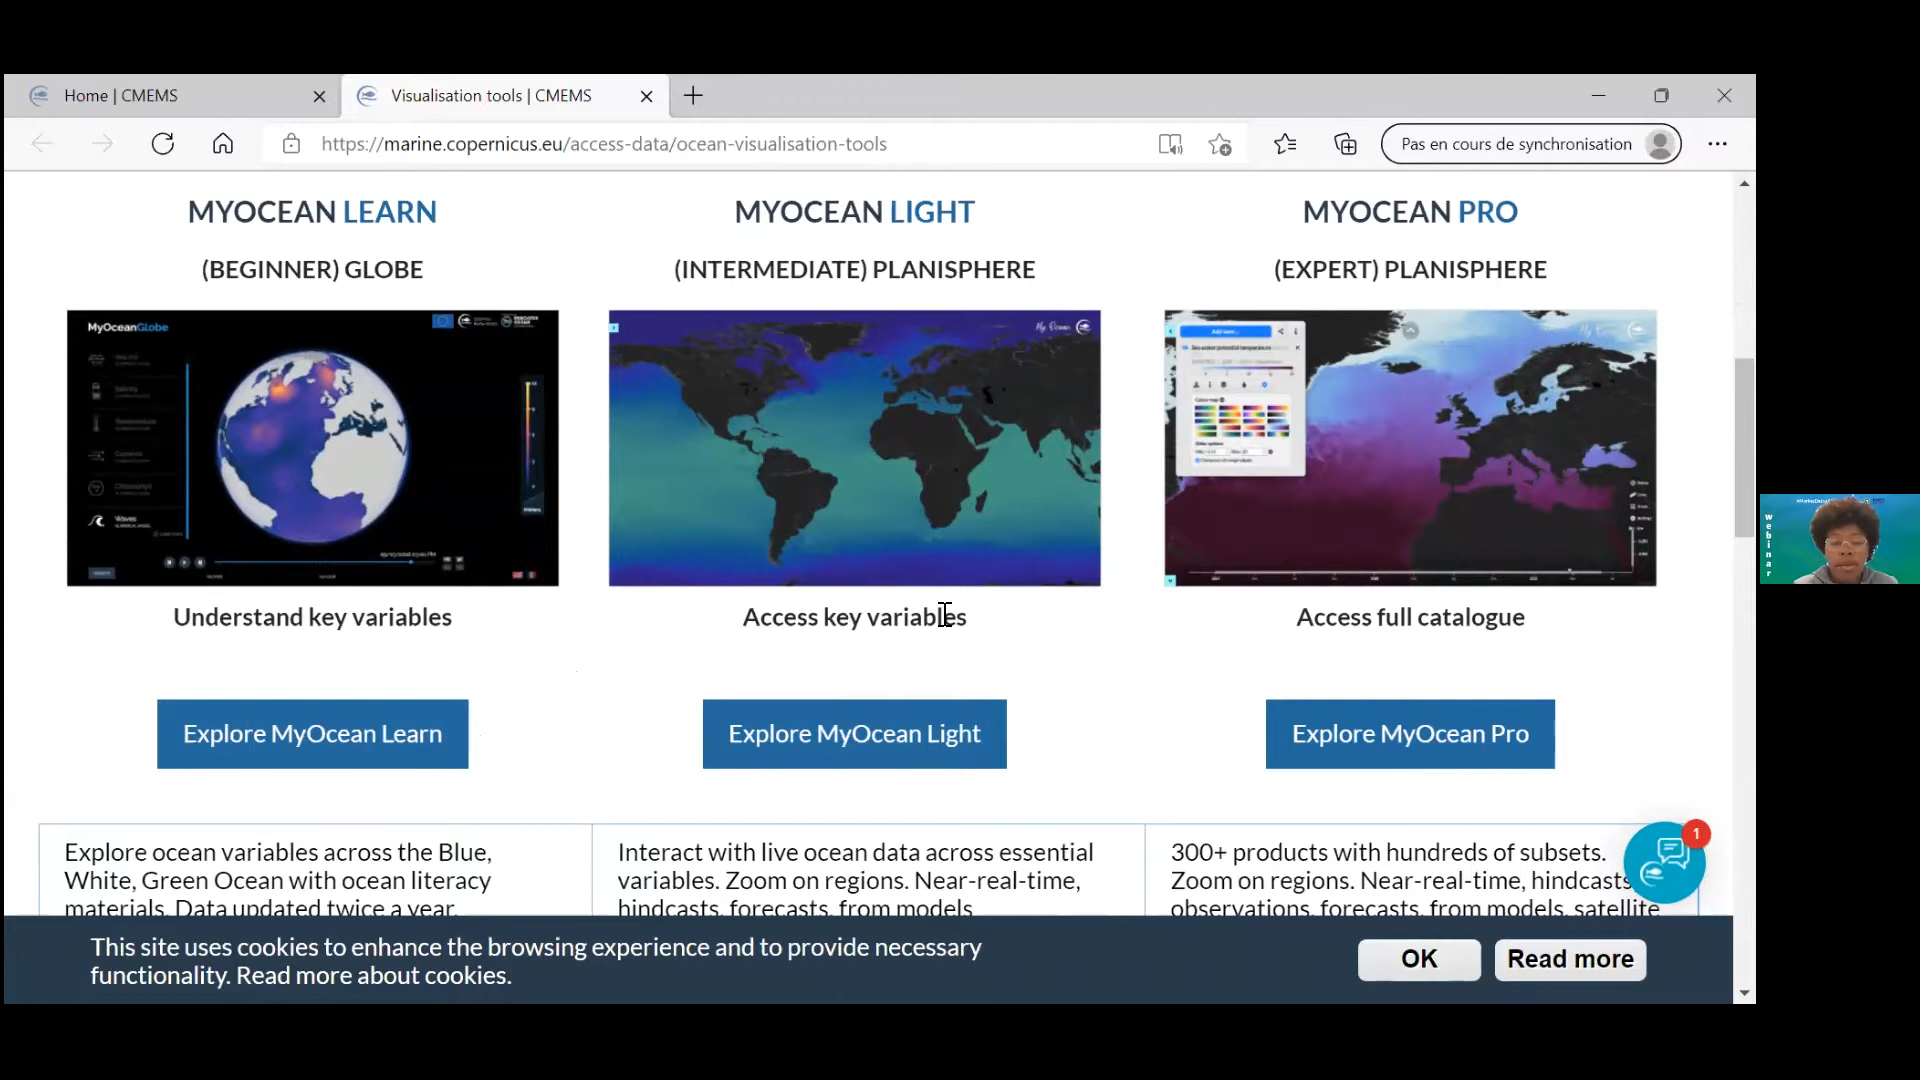 Home | CMEMS
Visualisation tools | CMEMS
https://marine.copernicus.eu/access-data/ocean-visualisation-tools
Pas en cours de synchronisation
MYOCEAN LEARN
(BEGINNER) GLOBE
MyOceanGlobe
Waves
Understand key variables
Explore MyOcean Learn
MYOCEAN LIGHT
(INTERMEDIATE) PLANISPHERE
My Ocean
Access key variables
Explore MyOcean Light
MYOCEAN PRO
(EXPERT) PLANISPHERE
Access full catalogue
Explore MyOcean Pro
Explore ocean variables across the Blue,
White, Green Ocean with ocean literacy
materials. Data updated twice a year.
Interact with live ocean data across essential
variables. Zoom on regions. Near-real-time,
hindcasts, forecasts, from models
300+ products with hundreds of subsets.
Zoom on regions. Near-real-time, hindcasts
observations, forecasts, from models, satellite
1
This site uses cookies to enhance the browsing experience and to provide necessary
functionality. Read more about cookies.
OK
Read more
webinar